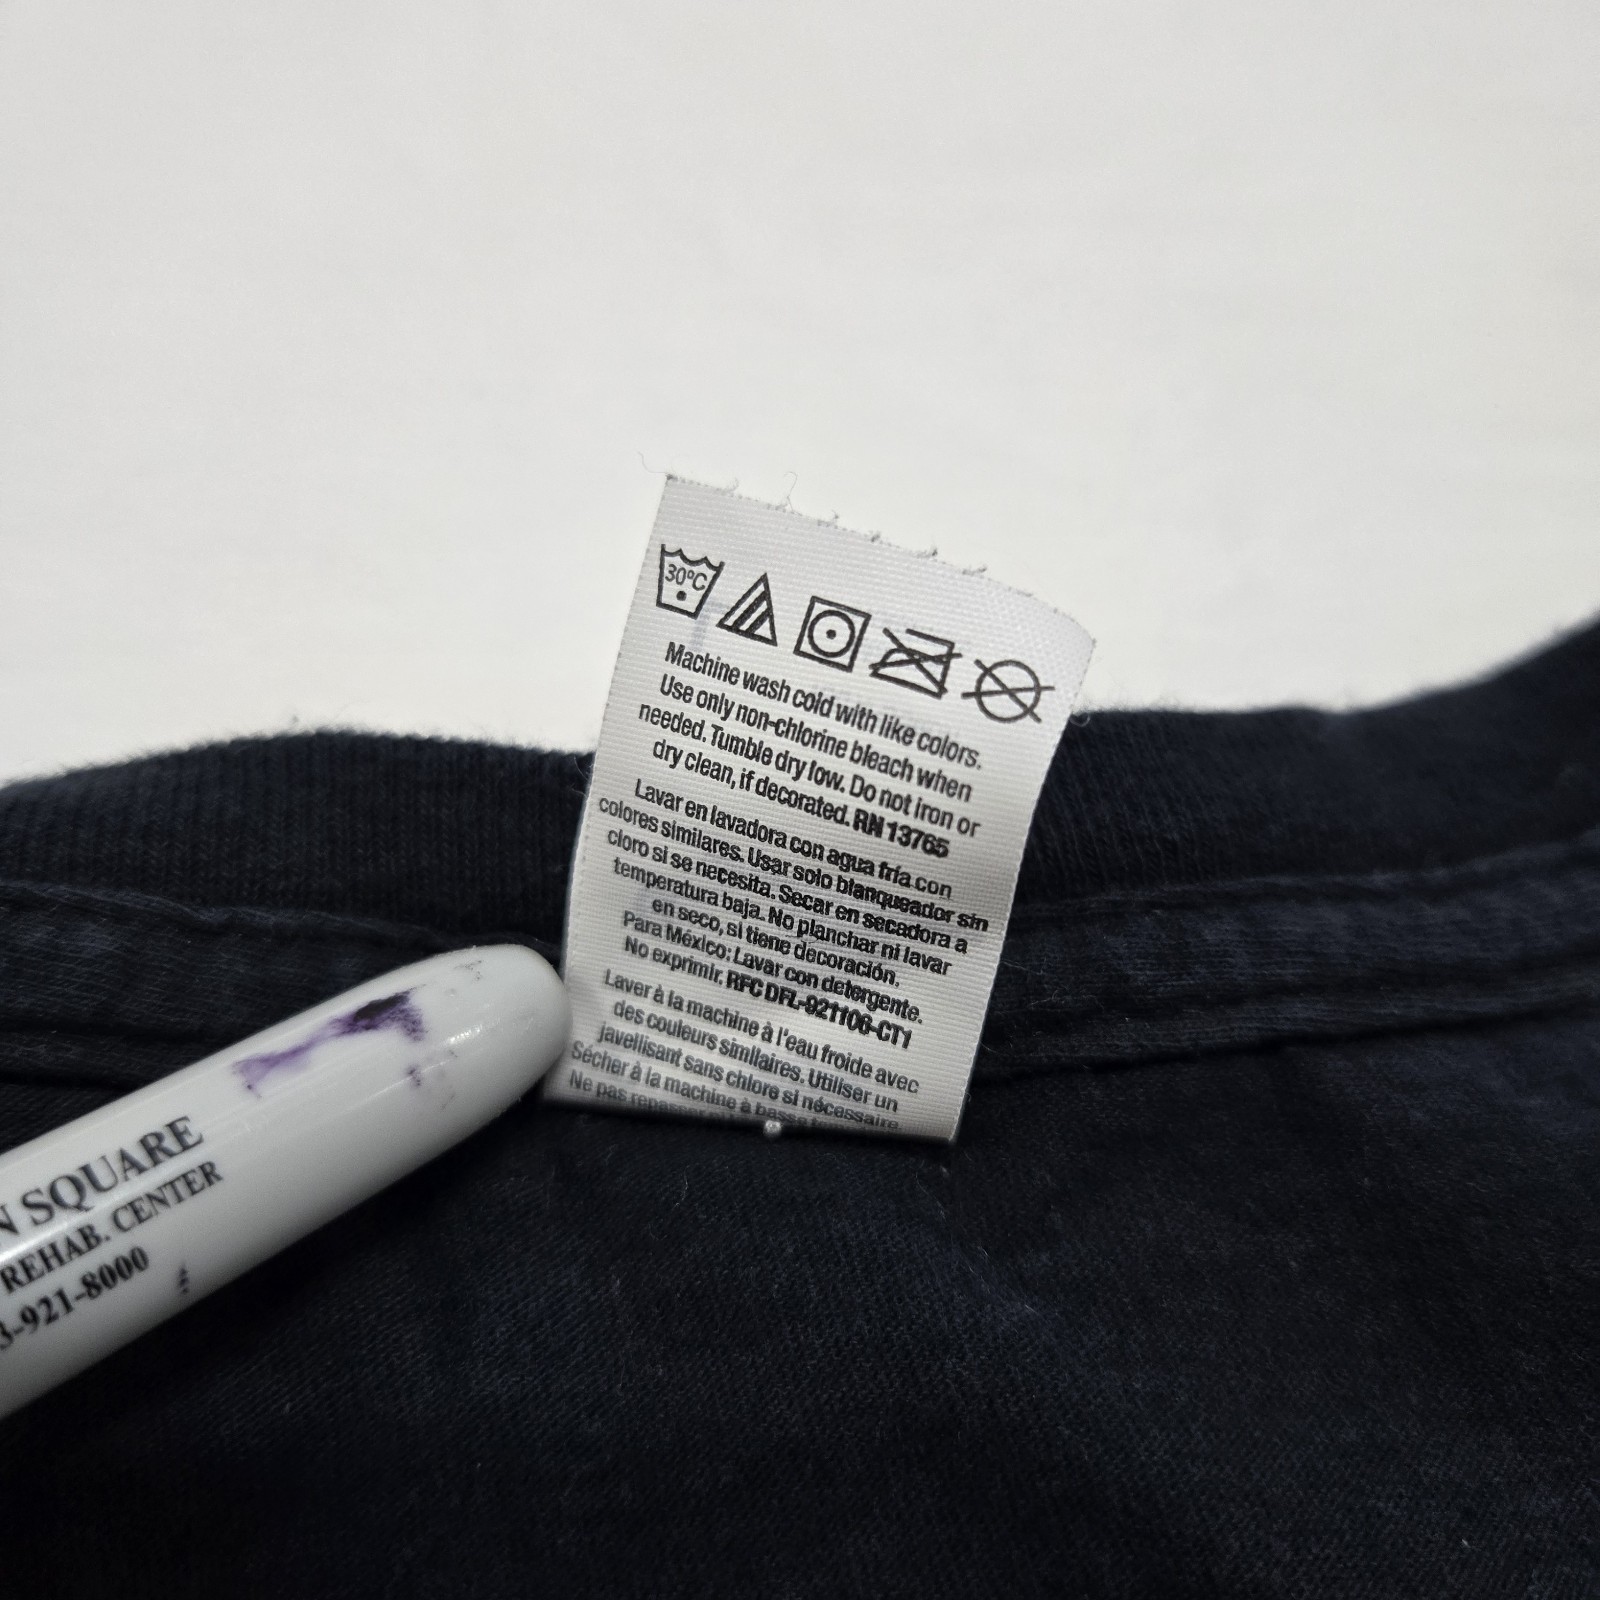 30°C
Machine wash cold with like colors.
Use only non-chlorine bleach when
needed. Tumble dry low. Do not iron or
dry clean, if decorated. RN 13765
Lavar en lavadora con agua fría con
colores similares. Usar solo blanqueador sin
cloro si se necesita. Secar en secadora a
temperatura baja. No planchar ni lavar
en seco, si tiene decoración.
Para México: Lavar con detergente.
No exprimir. RFC DFL-921106-CT1
Laver à la machine à l'eau froide avec
des couleurs similaires. Utiliser un
javellisant sans chlore si nécessaire.
Sécher à la machine à basse
Ne pas repasser
N SQUARE
REHAB. CENTER
3-921-8000